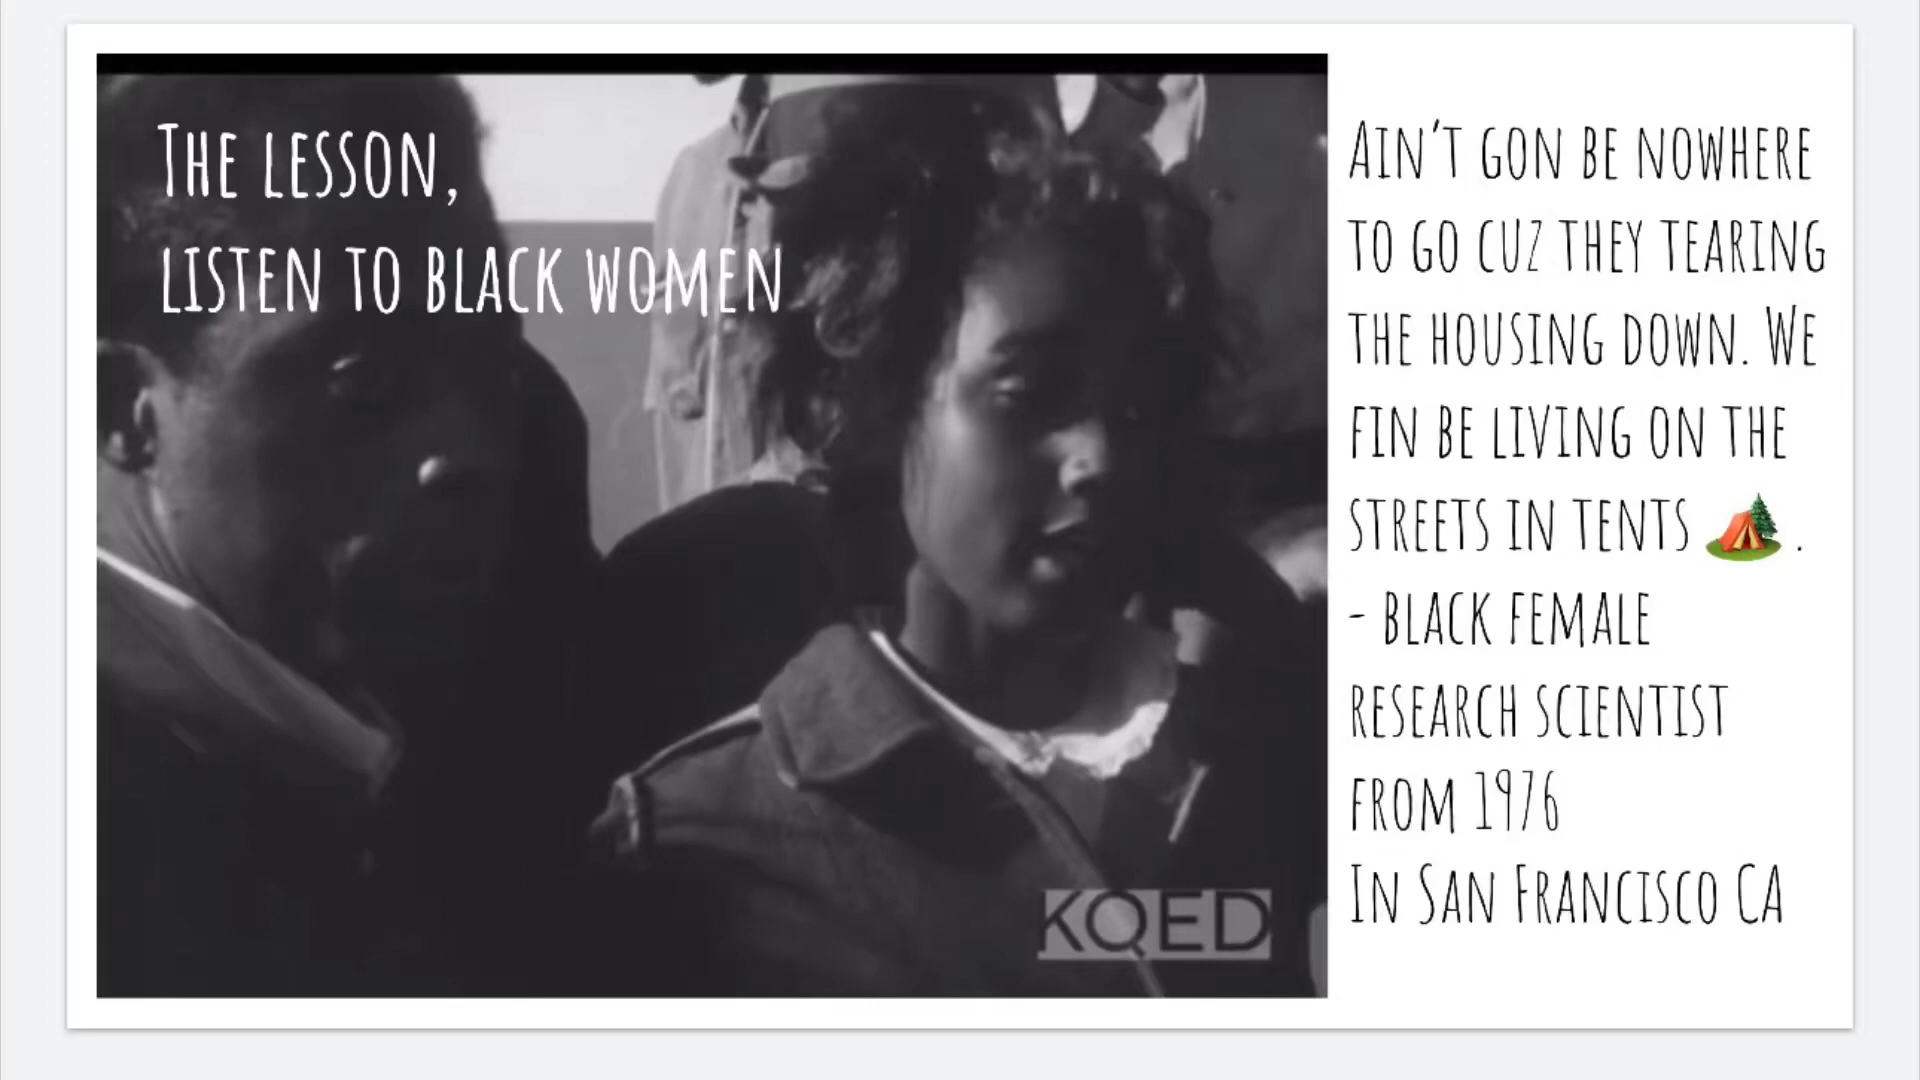 The lesson,
listen to black women
Ain't gon be nowhere
to go cuz they tearing
the housing down. We
fin be living on the
streets in tents 🏕️.
- black female
research scientist
from 1976
In San Francisco CA
KQED